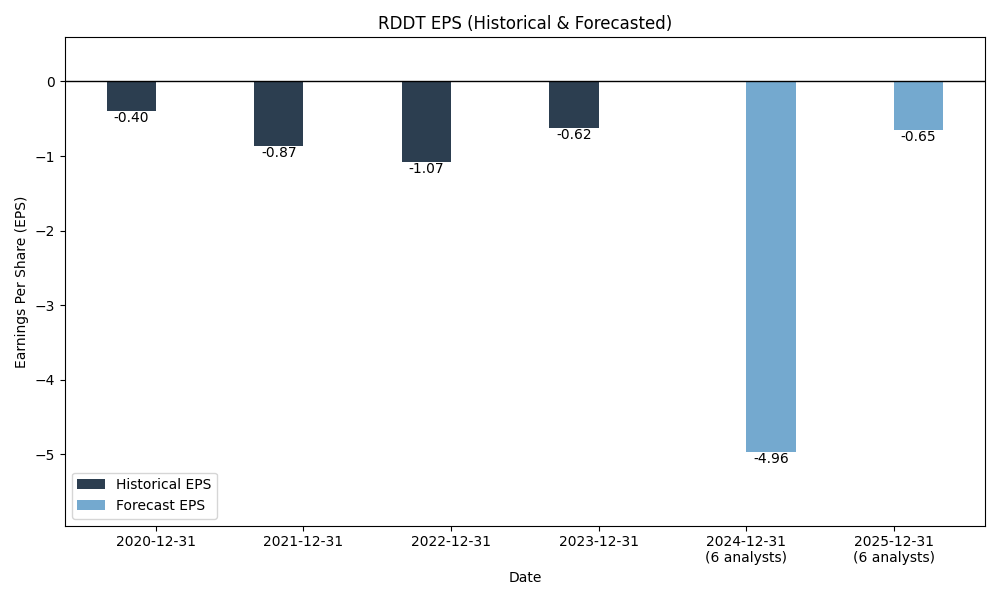 RDDT EPS (Historical & Forecasted)
Earnings Per Share (EPS)
0
−1
−2
−3
−4
−5
-0.40
-0.87
-1.07
-0.62
-4.96
-0.65
Historical EPS
Forecast EPS
2020-12-31
2021-12-31
2022-12-31
2023-12-31
2024-12-31
(6 analysts)
2025-12-31
(6 analysts)
Date